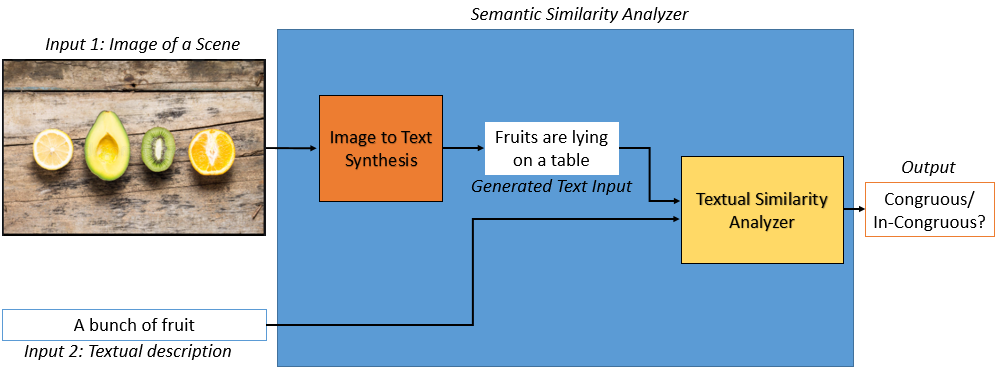 Semantic Similarity Analyzer
Input 1: Image of a Scene
Image to Text
Synthesis
Fruits are lying
on a table
Generated Text Input
Textual Similarity
Analyzer
Output
Congruous/
In-Congruous?
A bunch of fruit
Input 2: Textual description